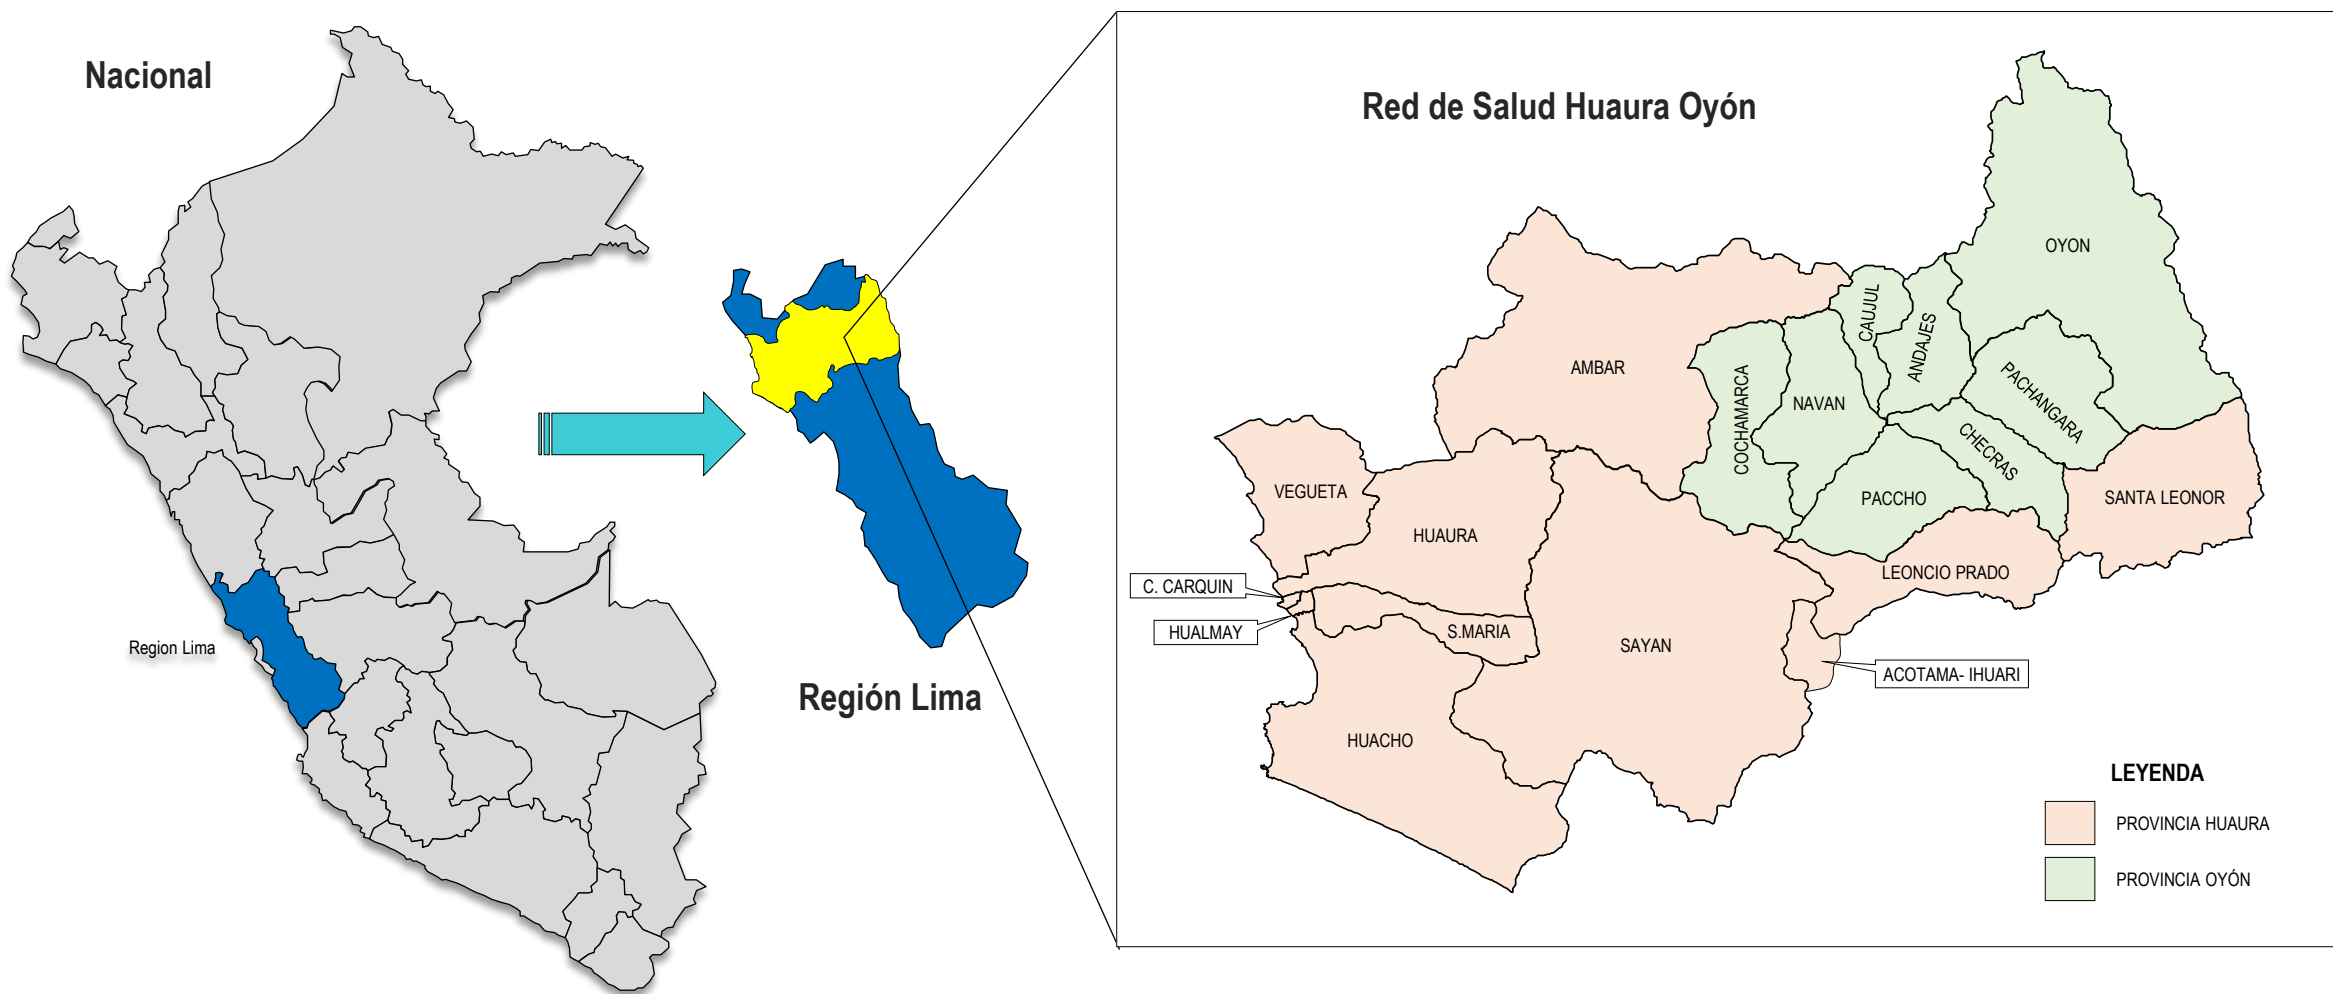 Nacional
Region Lima
Región Lima
Red de Salud Huaura Oyón
OYON
CAUJUL
ANDAJES
AMBAR
PACHANGARA
COCHAMARCA
NAVAN
CHECRAS
VEGUETA
PACCHO
SANTA LEONOR
HUAURA
LEONCIO PRADO
C. CARQUIN
HUALMAY
S.MARIA
SAYAN
ACOTAMA- IHUARI
HUACHO
LEYENDA
PROVINCIA HUAURA
PROVINCIA OYÓN